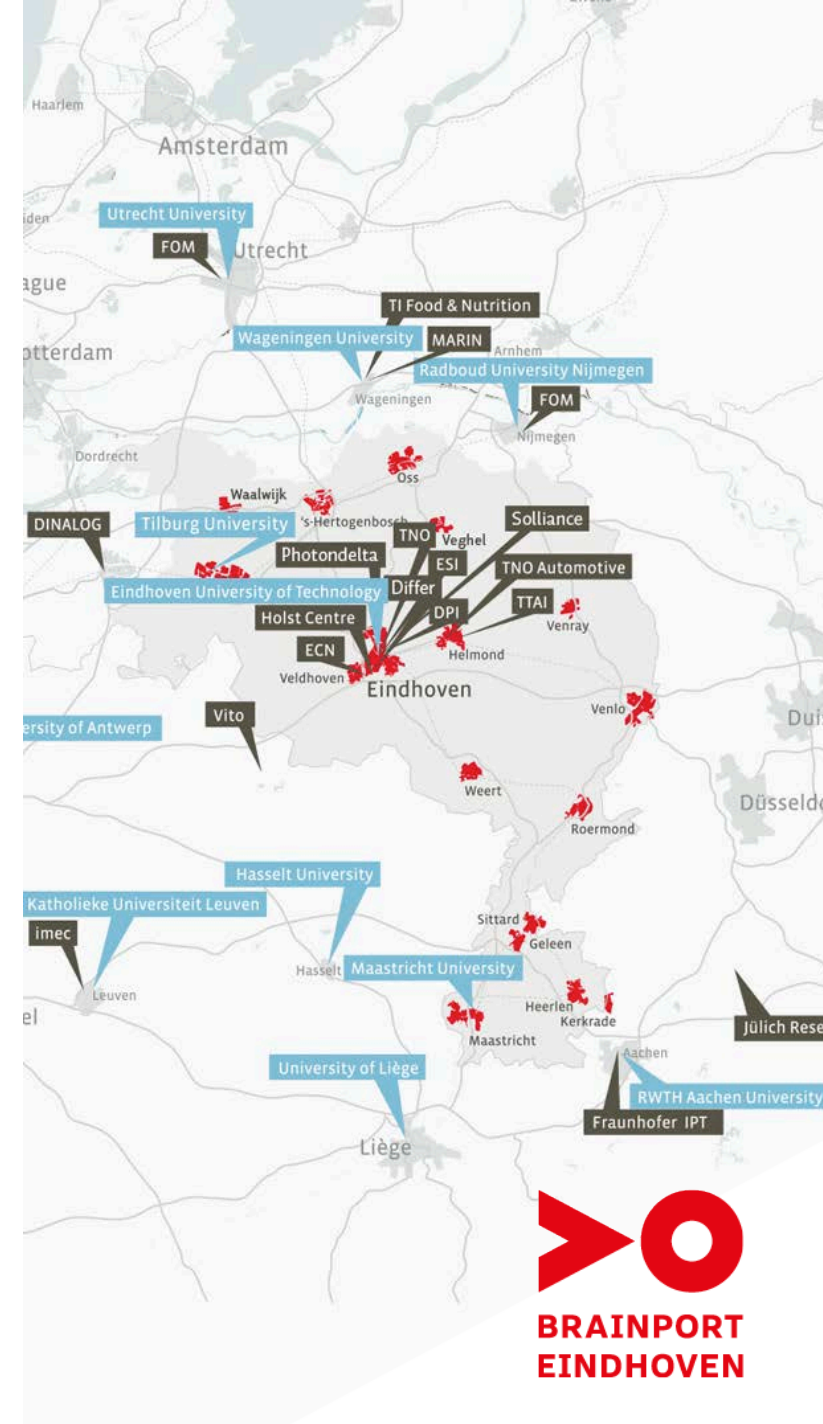 Haarlem
Amsterdam
iden
Utrecht University
FOM
Utrecht
ague
TI Food & Nutrition
Wageningen University
MARIN
Arnhem
otterdam
Radboud University Nijmegen
Wageningen
FOM
Nijmegen
Dordrecht
Oss
Waalwijk
's-Hertogenbosch
DINALOG
Tilburg University
TNO
Veghel
Solliance
Photondelta
ESI
TNO Automotive
Eindhoven University of Technology
Differ
Holst Centre
DPI
TTAI
Venray
ECN
Helmond
Veldhoven
Eindhoven
Vito
Venlo
ersity of Antwerp
Dui
Weert
Düsseldo
Roermond
Hasselt University
Katholieke Universiteit Leuven
Sittard
imec
Geleen
Hasselt
Maastricht University
Leuven
Heerlen
el
Kerkrade
Jülich Rese
Maastricht
Aachen
University of Liège
RWTH Aachen University
Fraunhofer IPT
Liège
BRAINPORT
EINDHOVEN